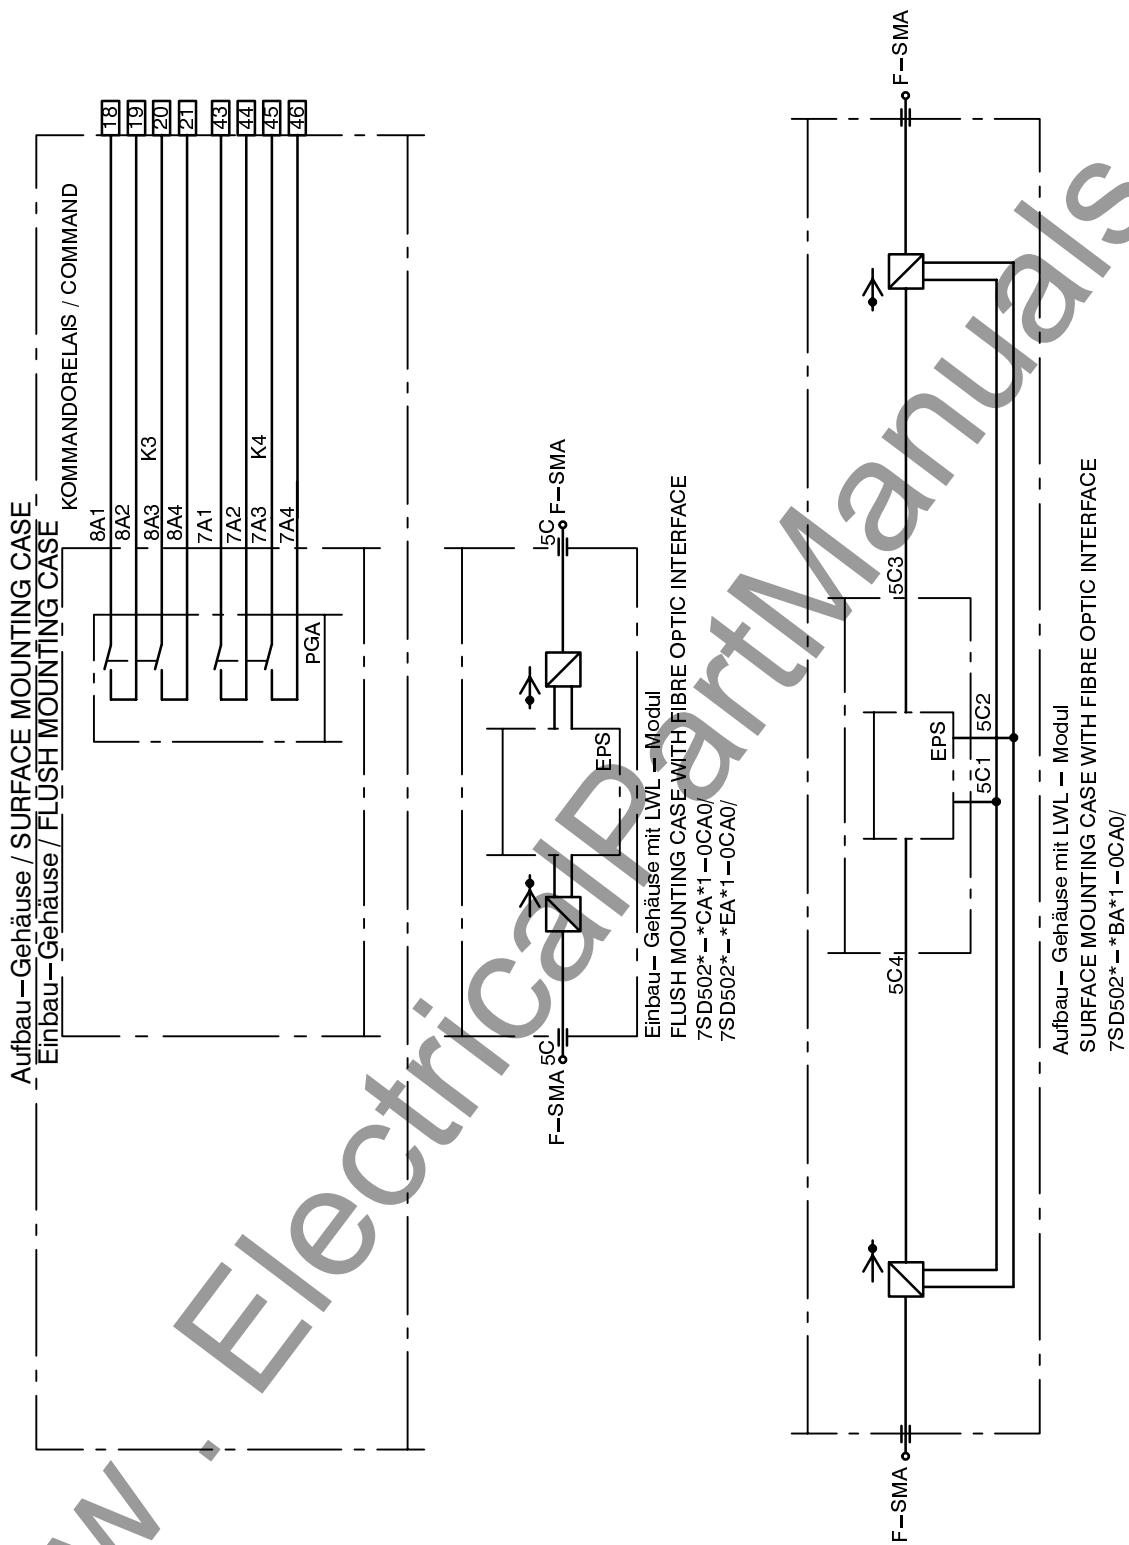 Aufbau–Gehäuse / SURFACE MOUNTING CASE
Einbau–Gehäuse / FLUSH MOUNTING CASE
KOMMANDORELAIS / COMMAND
8A1
18
8A2
19
K3
8A3
20
8A4
21
7A1
43
7A2
44
K4
7A3
45
7A4
46
PGA
F–SMA
5C
5C
F–SMA
EPS
Einbau– Gehäuse mit LWL – Modul
FLUSH MOUNTING CASE WITH FIBRE OPTIC INTERFACE
7SD502*–*CA*1–0CA0/
7SD502*–*EA*1–0CA0/
F–SMA
5C4
5C3
F–SMA
EPS
5C1
5C2
Aufbau– Gehäuse mit LWL – Modul
SURFACE MOUNTING CASE WITH FIBRE OPTIC INTERFACE
7SD502*–*BA*1–0CA0/
w . ElectricalPartManuals